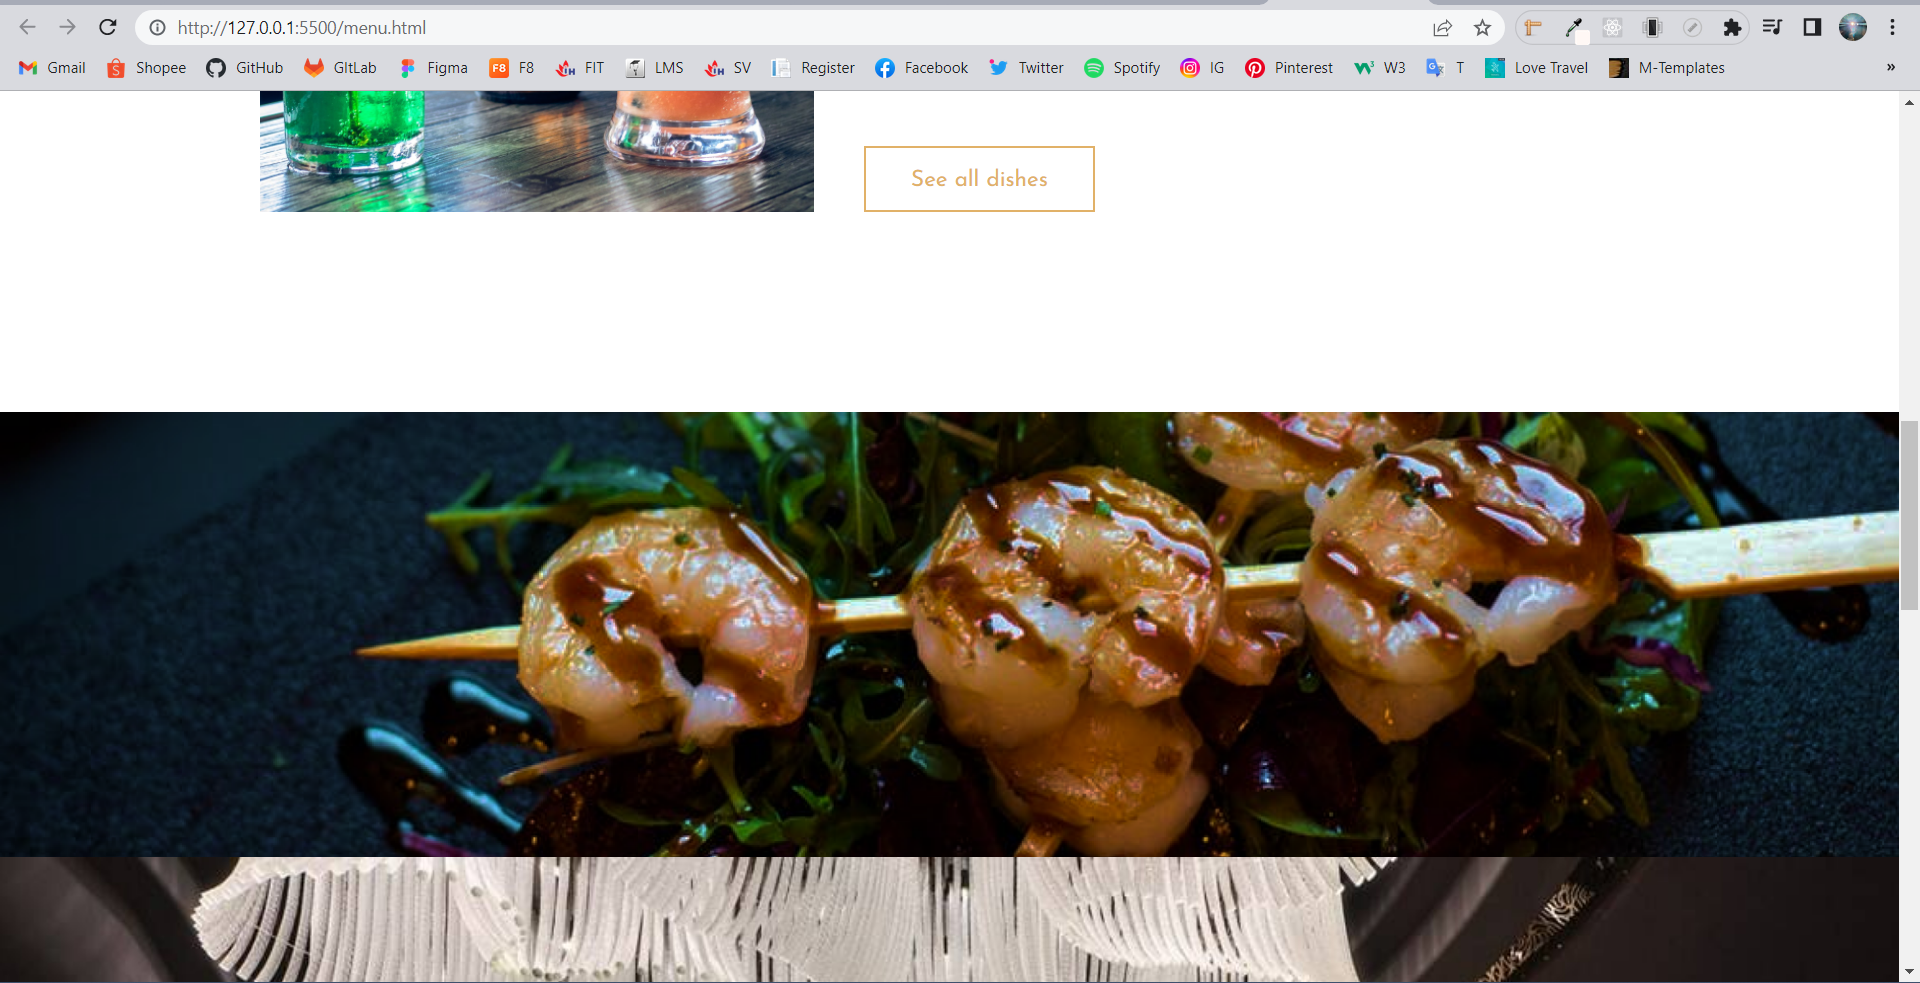 http://127.0.0.1:5500/menu.html
Gmail Shopee GitHub GItLab Figma F8 F8 FIT LMS SV Register Facebook Twitter Spotify IG Pinterest W3 T Love Travel M-Templates »
See all dishes